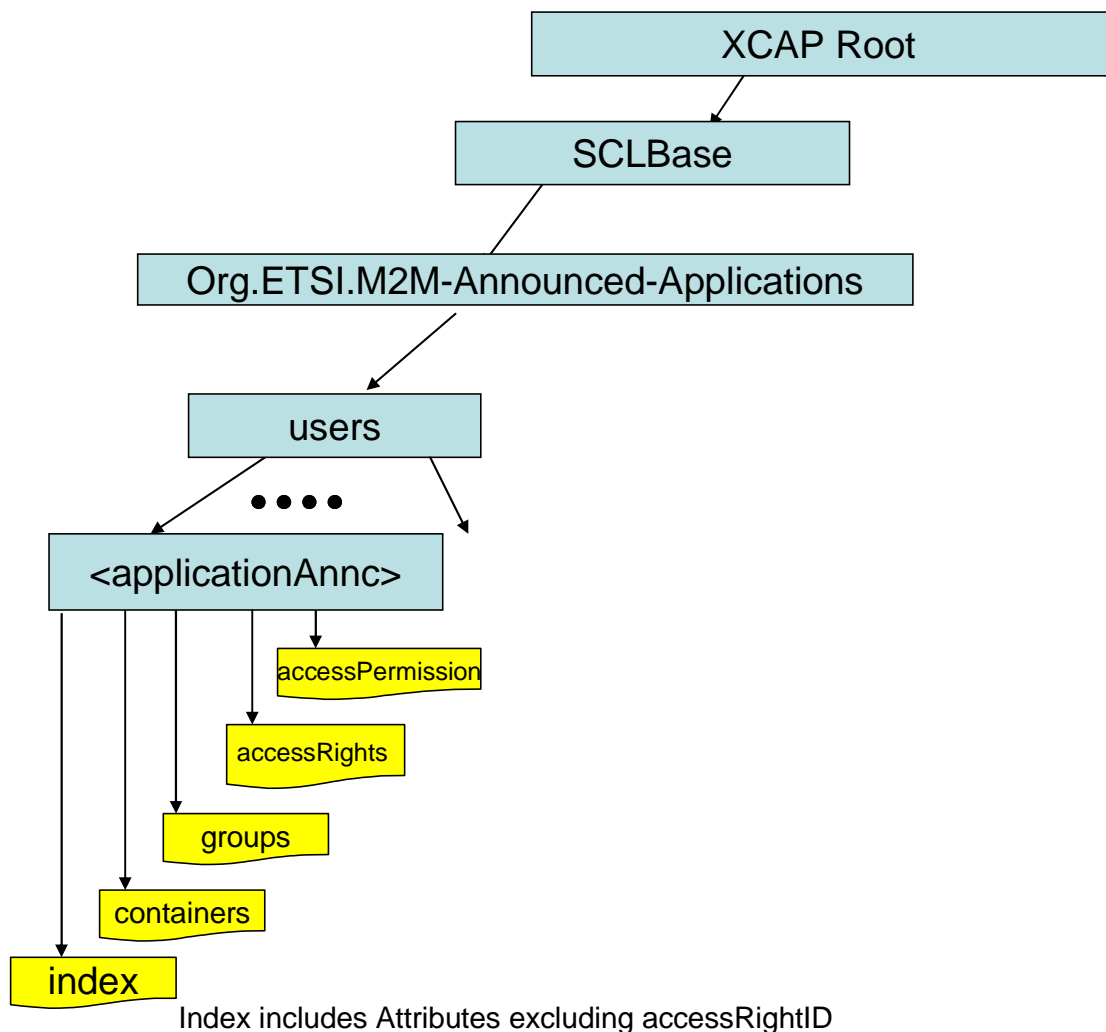 XCAP Root
SCLBase
Org.ETSI.M2M-Announced-Applications
users
<applicationAnnc>
accessPermission
accessRights
groups
containers
index
Index includes Attributes excluding accessRightID